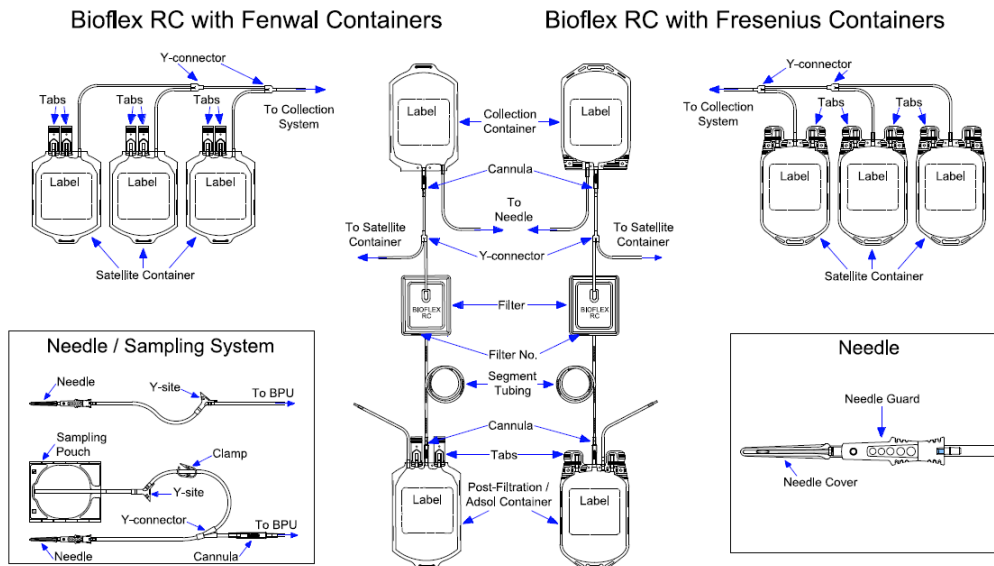 Bioflex RC with Fenwal Containers
Bioflex RC with Fresenius Containers
Y-connector
Tabs
Tabs
Tabs
To Collection
System
Label
Label
Label
Satellite Container
Label
Label
Collection
Container
Cannula
To
Needle
To Satellite
Container
To Satellite
Container
Y-connector
Filter
BIOFLEX
RC
BIOFLEX
RC
Filter No.
Segment
Tubing
Cannula
Tabs
Label
Label
Post-Filtration /
Adsol Container
Y-connector
To Collection
System
Tabs
Tabs
Label
Label
Label
Satellite Container
Needle / Sampling System
Needle
Y-site
To BPU
Sampling
Pouch
Clamp
Y-site
Y-connector
To BPU
Needle
Cannula
Needle
Needle Guard
Needle Cover